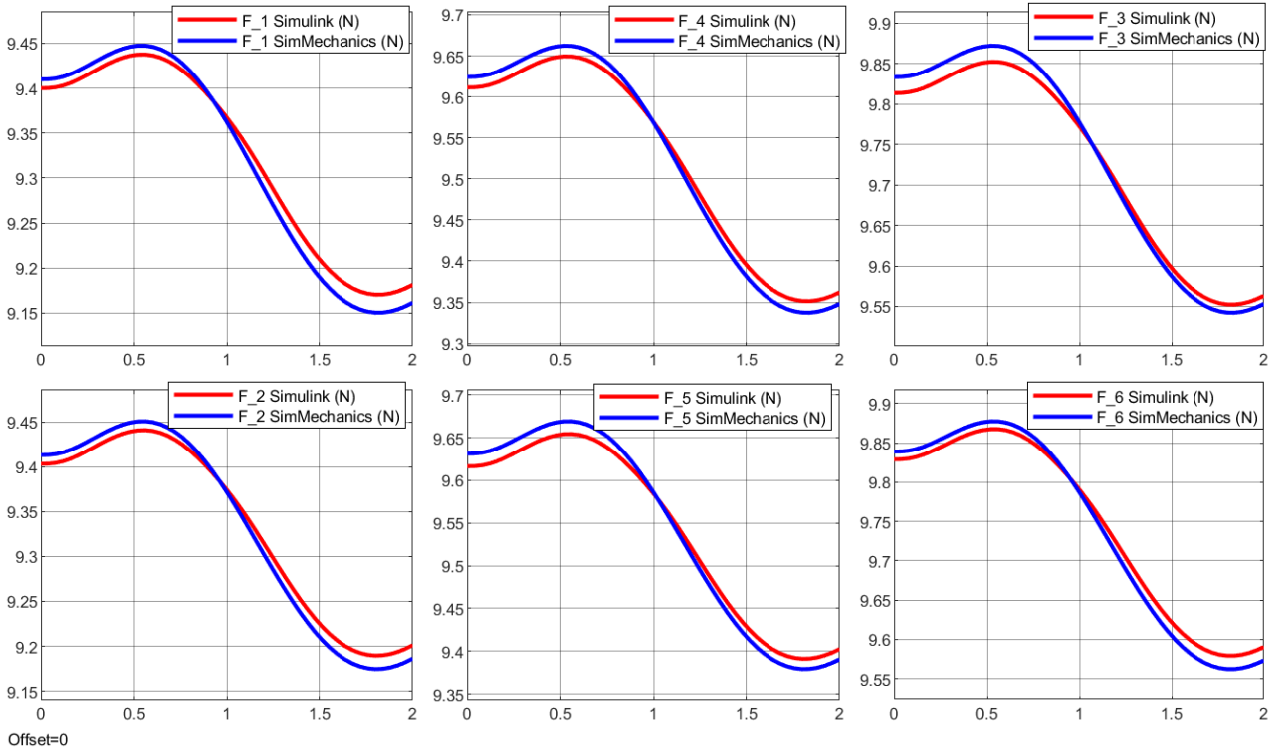 F_1 Simulink (N)
F_1 SimMechanics (N)
9.45
9.4
9.35
9.3
9.25
9.2
9.15
0 0.5 1 1.5 2
F_4 Simulink (N)
F_4 SimMechanics (N)
9.7
9.65
9.6
9.55
9.5
9.45
9.4
9.35
9.3
0 0.5 1 1.5 2
F_3 Simulink (N)
F_3 SimMechanics (N)
9.9
9.85
9.8
9.75
9.7
9.65
9.6
9.55
0 0.5 1 1.5 2
F_2 Simulink (N)
F_2 SimMechanics (N)
9.45
9.4
9.35
9.3
9.25
9.2
9.15
0 0.5 1 1.5 2
F_5 Simulink (N)
F_5 SimMechanics (N)
9.7
9.65
9.6
9.55
9.5
9.45
9.4
9.35
0 0.5 1 1.5 2
F_6 Simulink (N)
F_6 SimMechanics (N)
9.9
9.85
9.8
9.75
9.7
9.65
9.6
9.55
0 0.5 1 1.5 2
Offset=0